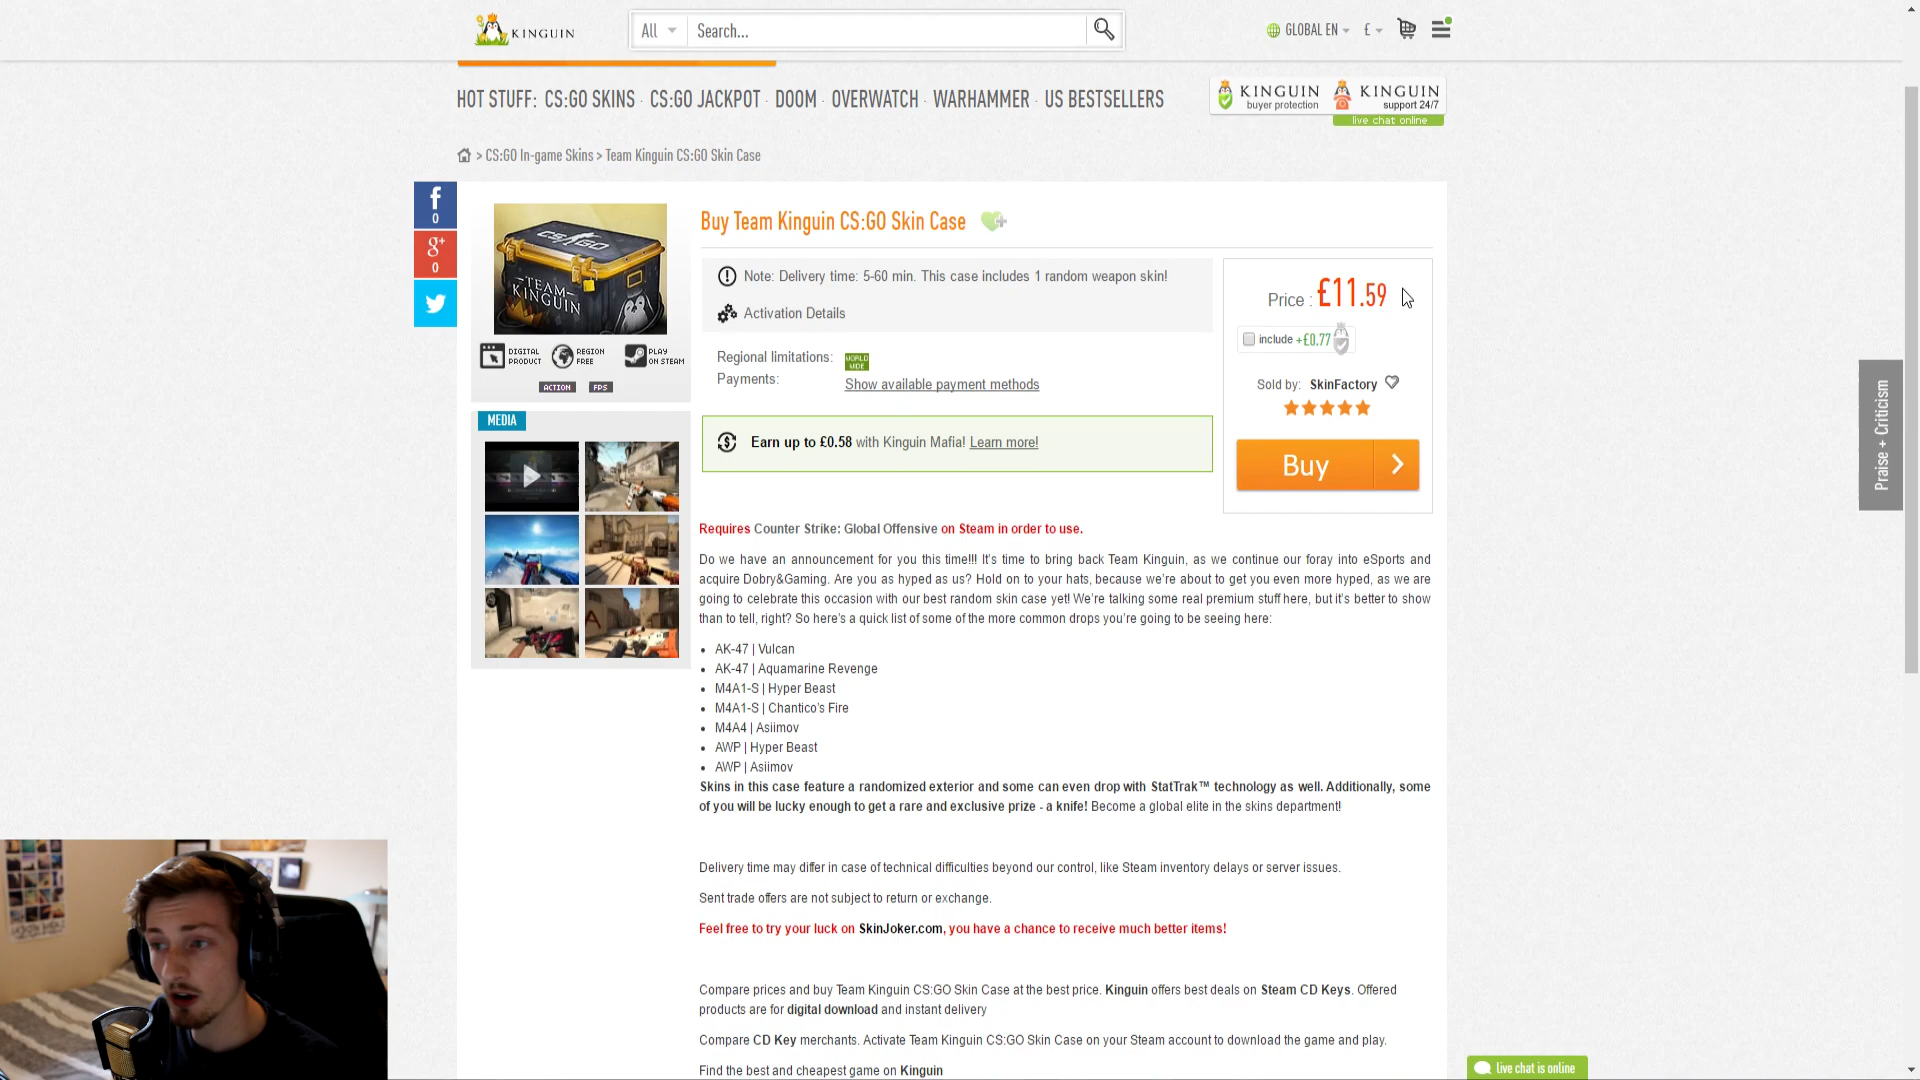 KINGUIN
All
Search...
GLOBAL EN
£
HOT STUFF: CS:GO SKINS · CS:GO JACKPOT · DOOM · OVERWATCH · WARHAMMER · US BESTSELLERS
KINGUIN
buyer protection
KINGUIN
support 24/7
live chat online
> CS:GO In-game Skins > Team Kinguin CS:GO Skin Case
f
0
g+
0
CS GO
TEAM
KINGUIN
DIGITAL
PRODUCT
REGION
FREE
PLAY
ON STEAM
ACTION
FPS
MEDIA
Buy Team Kinguin CS:GO Skin Case
Note: Delivery time: 5-60 min. This case includes 1 random weapon skin!
Activation Details
Regional limitations:
WORLD
WIDE
Payments:
Show available payment methods
Earn up to £0.58 with Kinguin Mafia! Learn more!
Price : £11.59
include +£0.77
Sold by: SkinFactory
Buy
Praise + Criticism
Requires Counter Strike: Global Offensive on Steam in order to use.
Do we have an announcement for you this time!!! It's time to bring back Team Kinguin, as we continue our foray into eSports and
acquire Dobry&Gaming. Are you as hyped as us? Hold on to your hats, because we're about to get you even more hyped, as we are
going to celebrate this occasion with our best random skin case yet! We're talking some real premium stuff here, but it's better to show
than to tell, right? So here's a quick list of some of the more common drops you're going to be seeing here:
• AK-47 | Vulcan
• AK-47 | Aquamarine Revenge
• M4A1-S | Hyper Beast
• M4A1-S | Chantico's Fire
• M4A4 | Asiimov
• AWP | Hyper Beast
• AWP | Asiimov
Skins in this case feature a randomized exterior and some can even drop with StatTrak™ technology as well. Additionally, some
of you will be lucky enough to get a rare and exclusive prize - a knife! Become a global elite in the skins department!
Delivery time may differ in case of technical difficulties beyond our control, like Steam inventory delays or server issues.
Sent trade offers are not subject to return or exchange.
Feel free to try your luck on SkinJoker.com, you have a chance to receive much better items!
Compare prices and buy Team Kinguin CS:GO Skin Case at the best price. Kinguin offers best deals on Steam CD Keys. Offered
products are for digital download and instant delivery
Compare CD Key merchants. Activate Team Kinguin CS:GO Skin Case on your Steam account to download the game and play.
Find the best and cheapest game on Kinguin
live chat is online